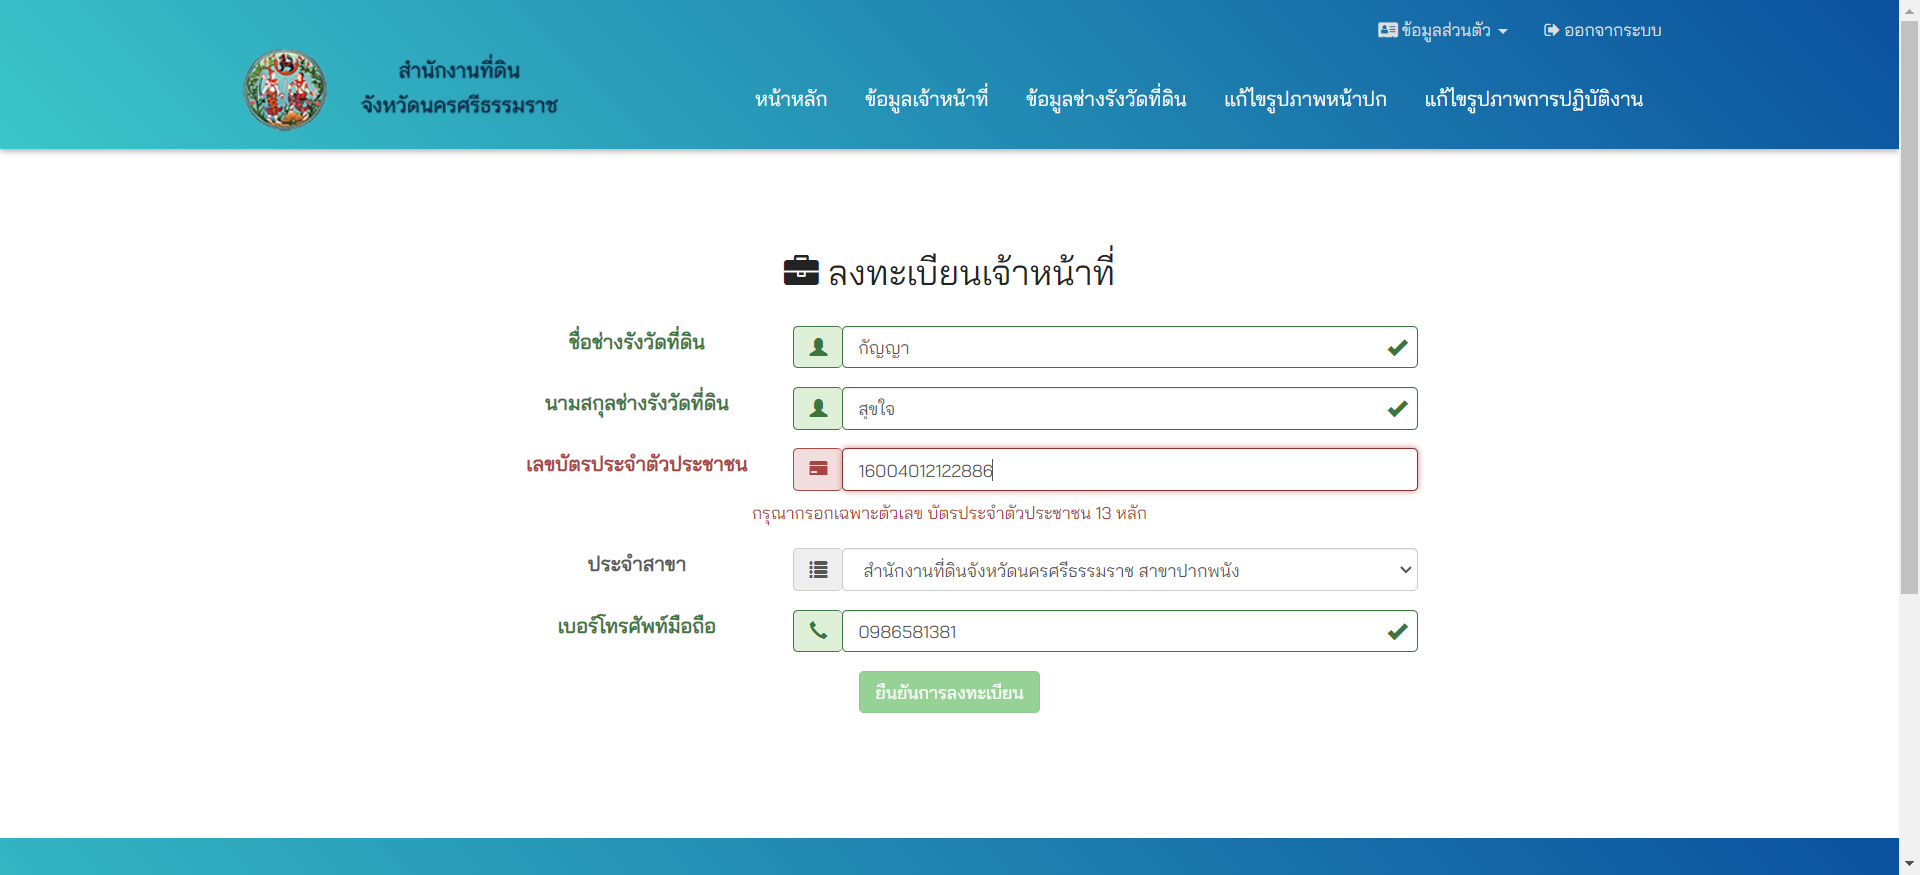 ข้อมูลส่วนตัว ออกจากระบบ
สำนักงานที่ดิน
จังหวัดนครศรีธรรมราช
หน้าหลัก ข้อมูลเจ้าหน้าที่ ข้อมูลช่างรังวัดที่ดิน แก้ไขรูปภาพหน้าปก แก้ไขรูปภาพการปฏิบัติงาน
ลงทะเบียนเจ้าหน้าที่
ชื่อช่างรังวัดที่ดิน กัญญา
นามสกุลช่างรังวัดที่ดิน สุขใจ
เลขบัตรประจำตัวประชาชน 16004012122886
กรุณากรอกเฉพาะตัวเลข บัตรประจำตัวประชาชน 13 หลัก
ประจำสาขา สำนักงานที่ดินจังหวัดนครศรีธรรมราช สาขาปากพนัง
เบอร์โทรศัพท์มือถือ 0986581381
ยืนยันการลงทะเบียน